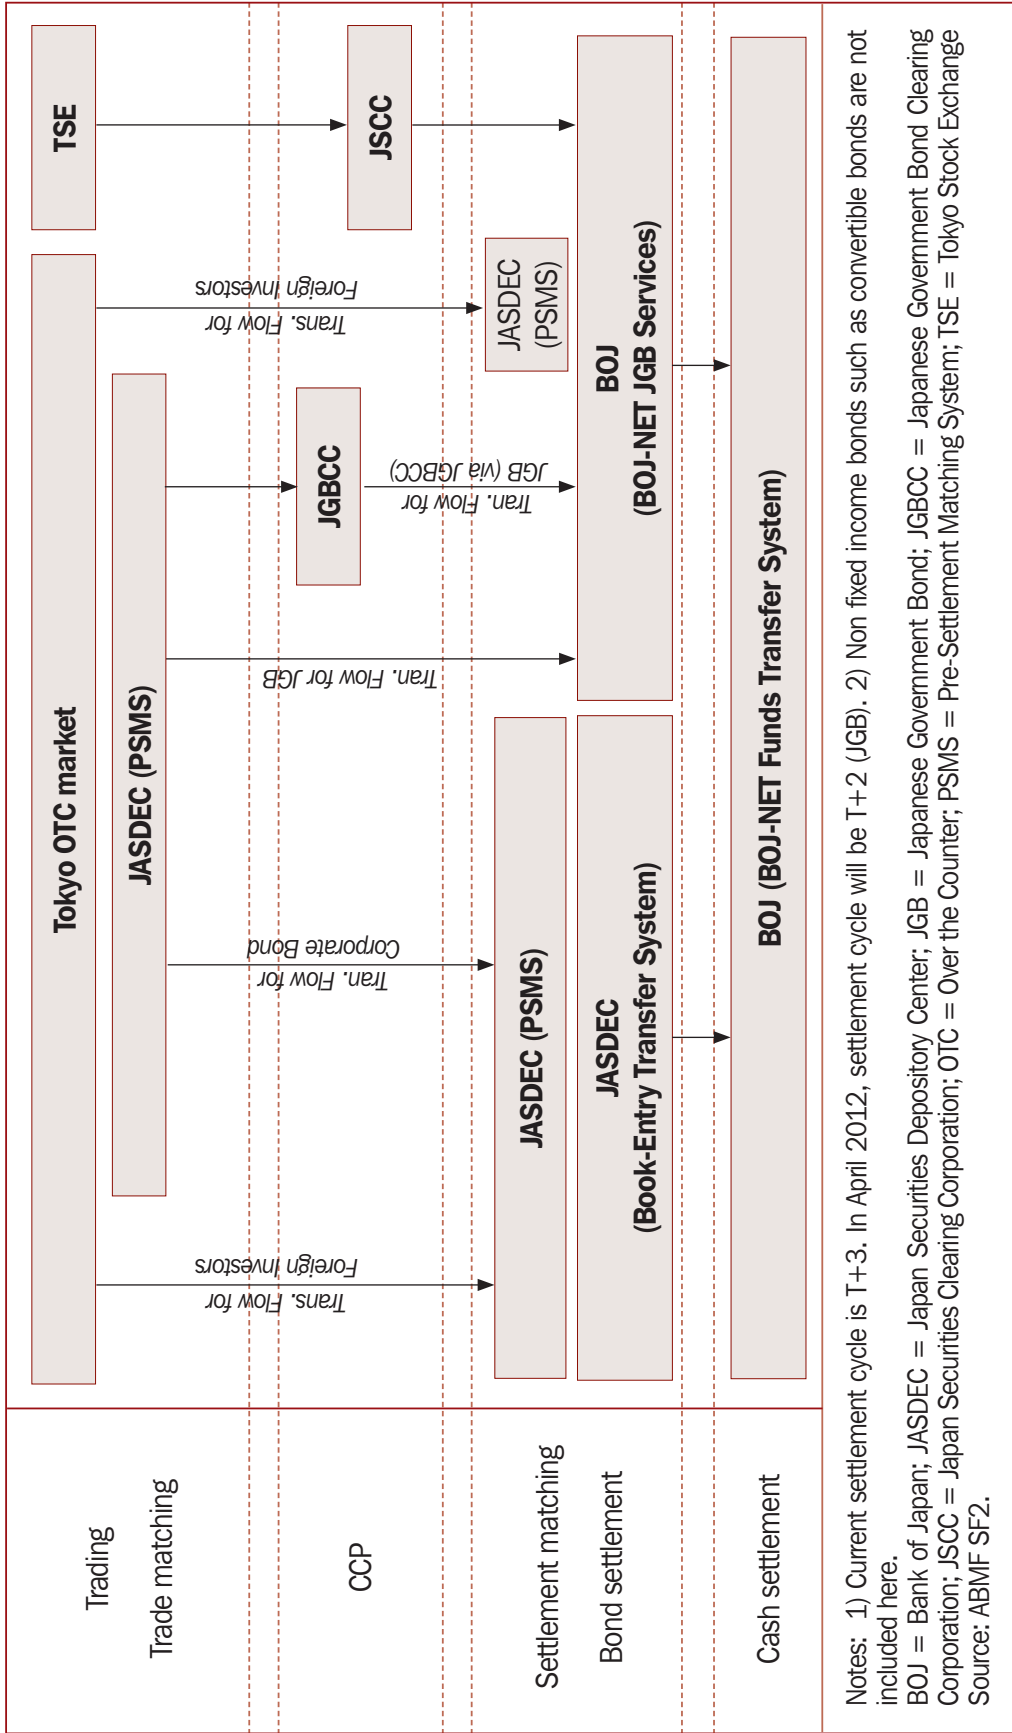 Trading
Trade matching
CCP
Settlement matching
Bond settlement
Cash settlement
Tokyo OTC market
TSE
JASDEC (PSMS)
Trans. Flow for
Foreign Investors
Tran. Flow for
Corporate Bond
Tran. Flow for JGB
JGBCC
Tran. Flow for
JGB (via JGBCC)
Trans. Flow for
Foreign Investors
JSCC
JASDEC (PSMS)
JASDEC
(PSMS)
JASDEC
(Book-Entry Transfer System)
BOJ
(BOJ-NET JGB Services)
BOJ (BOJ-NET Funds Transfer System)
Notes: 1) Current settlement cycle is T+3. In April 2012, settlement cycle will be T+2 (JGB). 2) Non fixed income bonds such as convertible bonds are not
included here.
BOJ = Bank of Japan; JASDEC = Japan Securities Depository Center; JGB = Japanese Government Bond; JGBCC = Japanese Government Bond Clearing
Corporation; JSCC = Japan Securities Clearing Corporation; OTC = Over the Counter; PSMS = Pre-Settlement Matching System; TSE = Tokyo Stock Exchange
Source: ABMF SF2.